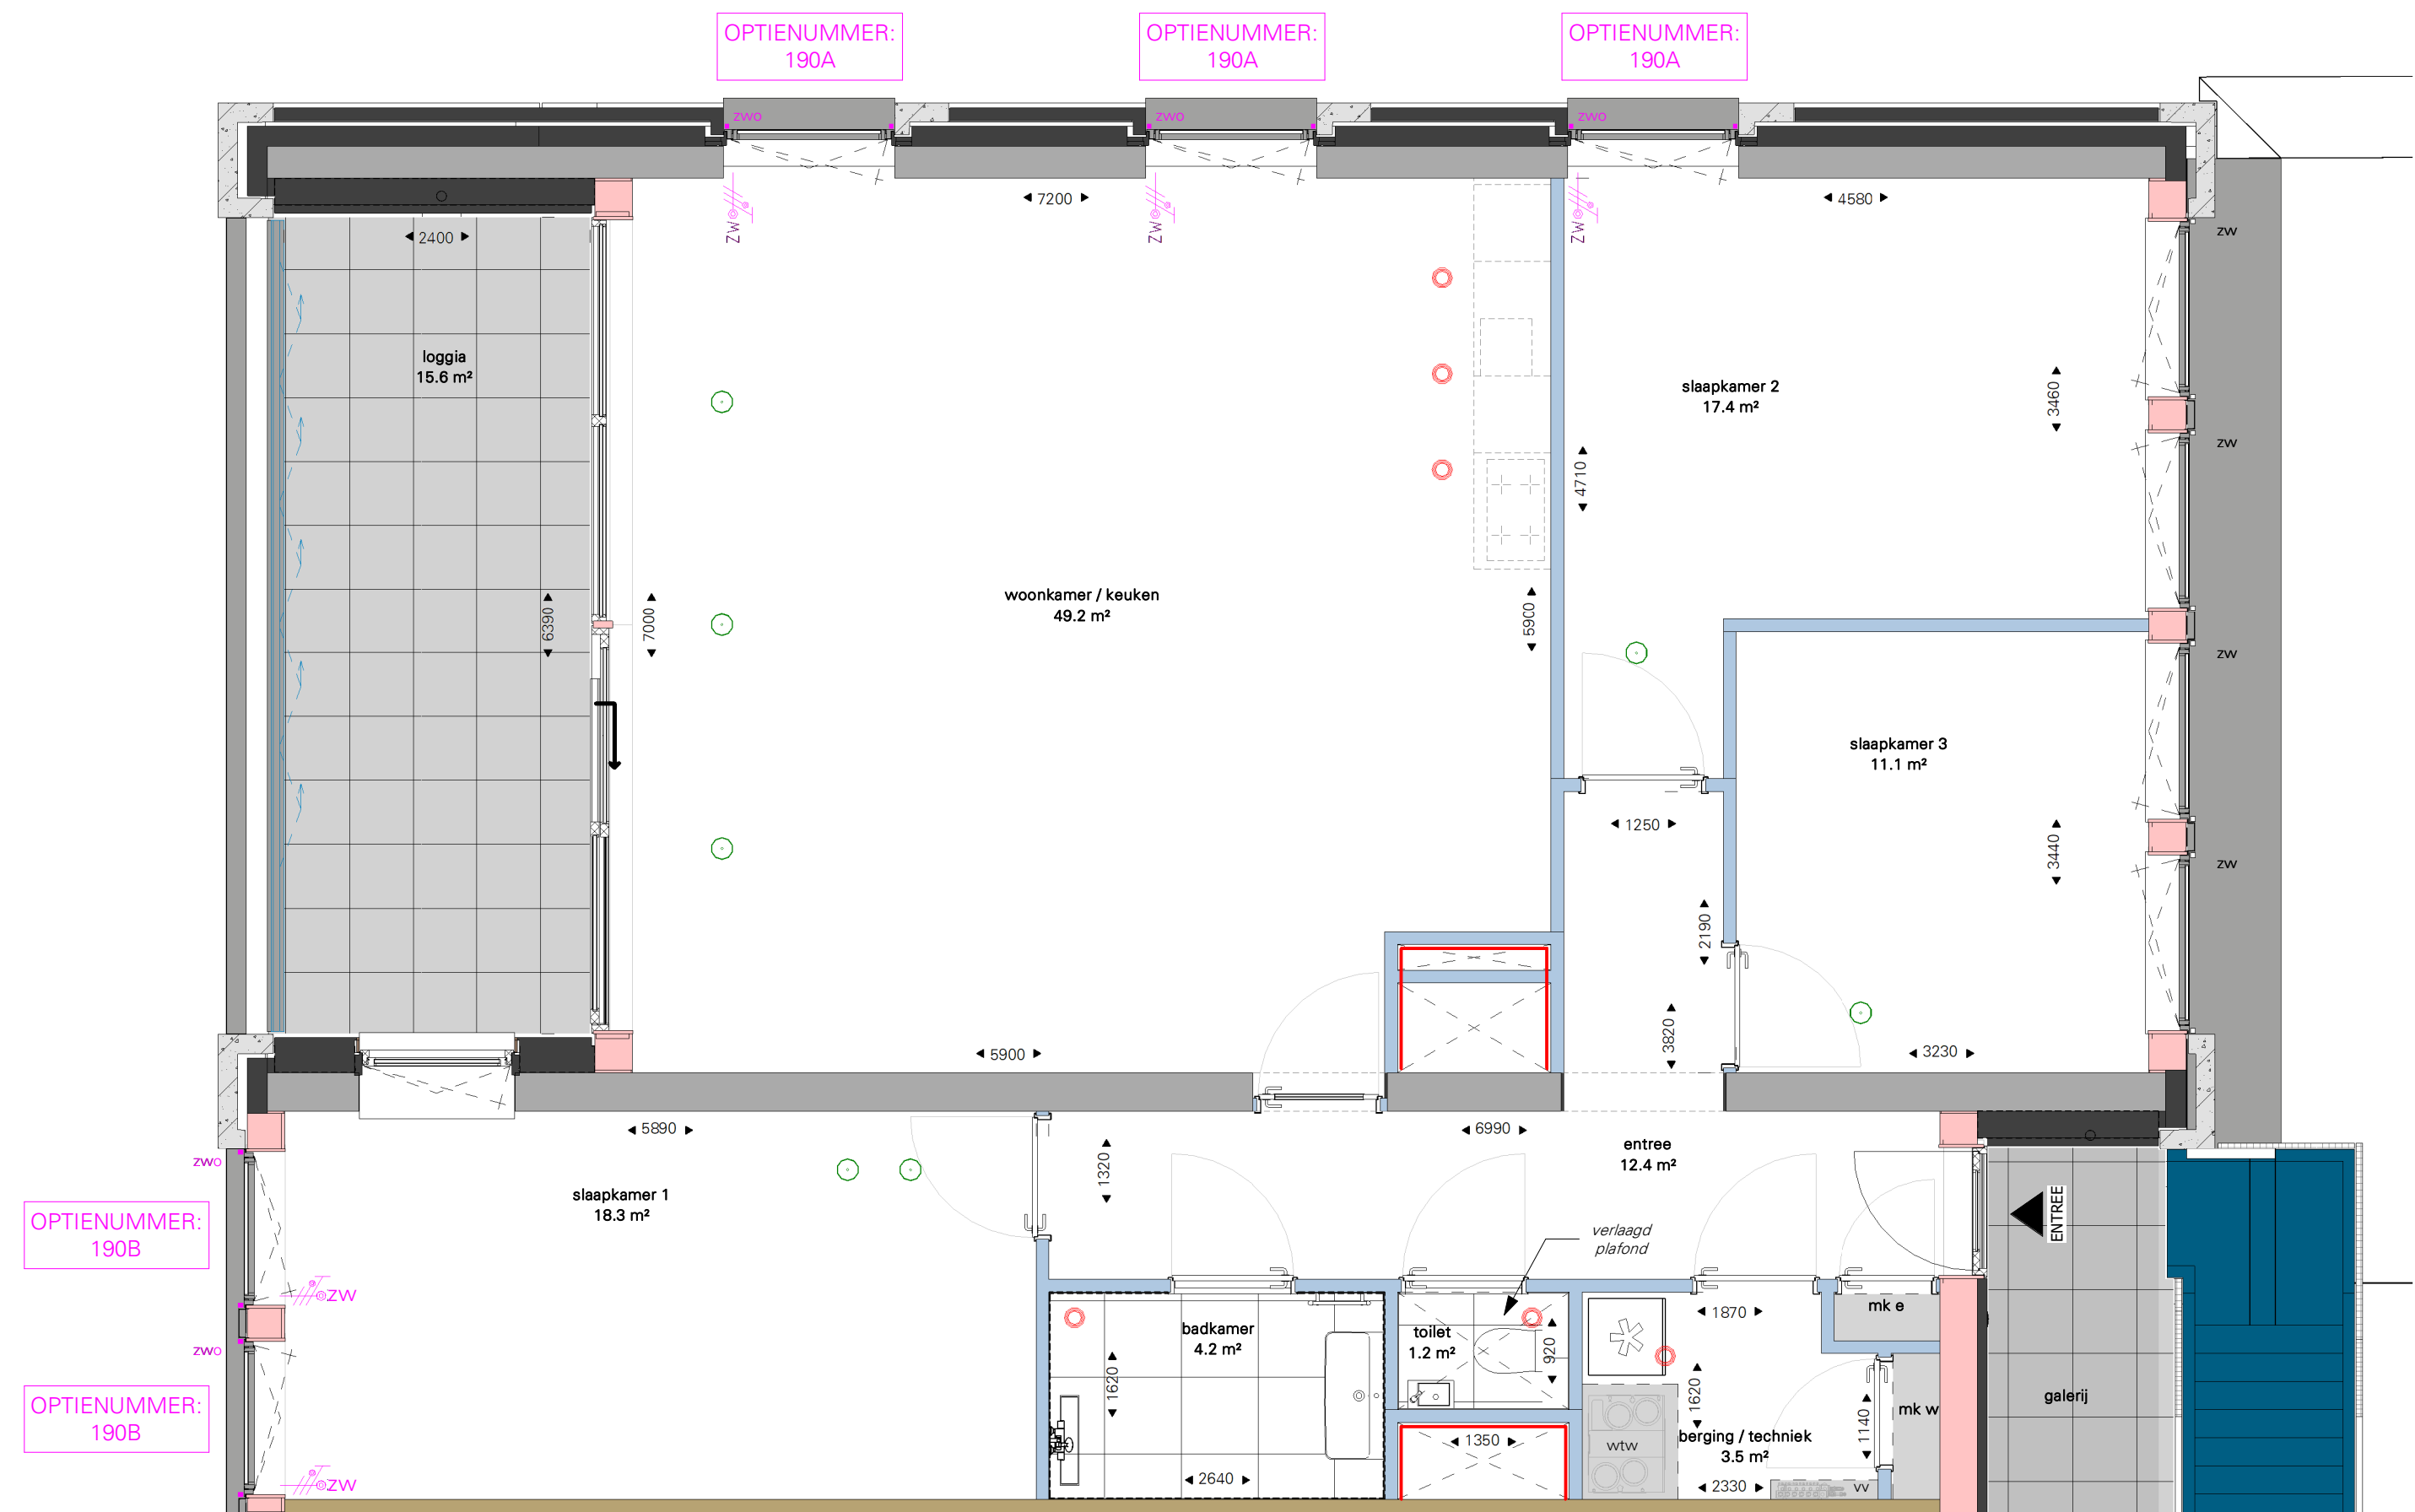 OPTIENUMMER:
190A
OPTIENUMMER:
190A
OPTIENUMMER:
190A
zwo
zwo
zwo
7200
4580
ZW
ZW
ZW
zw
2400
loggia
15.6 m²
slaapkamer 2
17.4 m²
3460
zw
4710
woonkamer / keuken
49.2 m²
6390
7000
5900
zw
slaapkamer 3
11.1 m²
1250
3440
zw
2190
3820
5900
3230
5890
6990
entree
12.4 m²
1320
zwo
slaapkamer 1
18.3 m²
OPTIENUMMER:
190B
verlaagd
plafond
ENTREE
ZW
mk e
1870
badkamer
4.2 m²
toilet
1.2 m²
920
zwo
1620
1620
OPTIENUMMER:
190B
galerij
mk w
1140
berging / techniek
3.5 m²
1350
wtw
2640
2330
vv
ZW